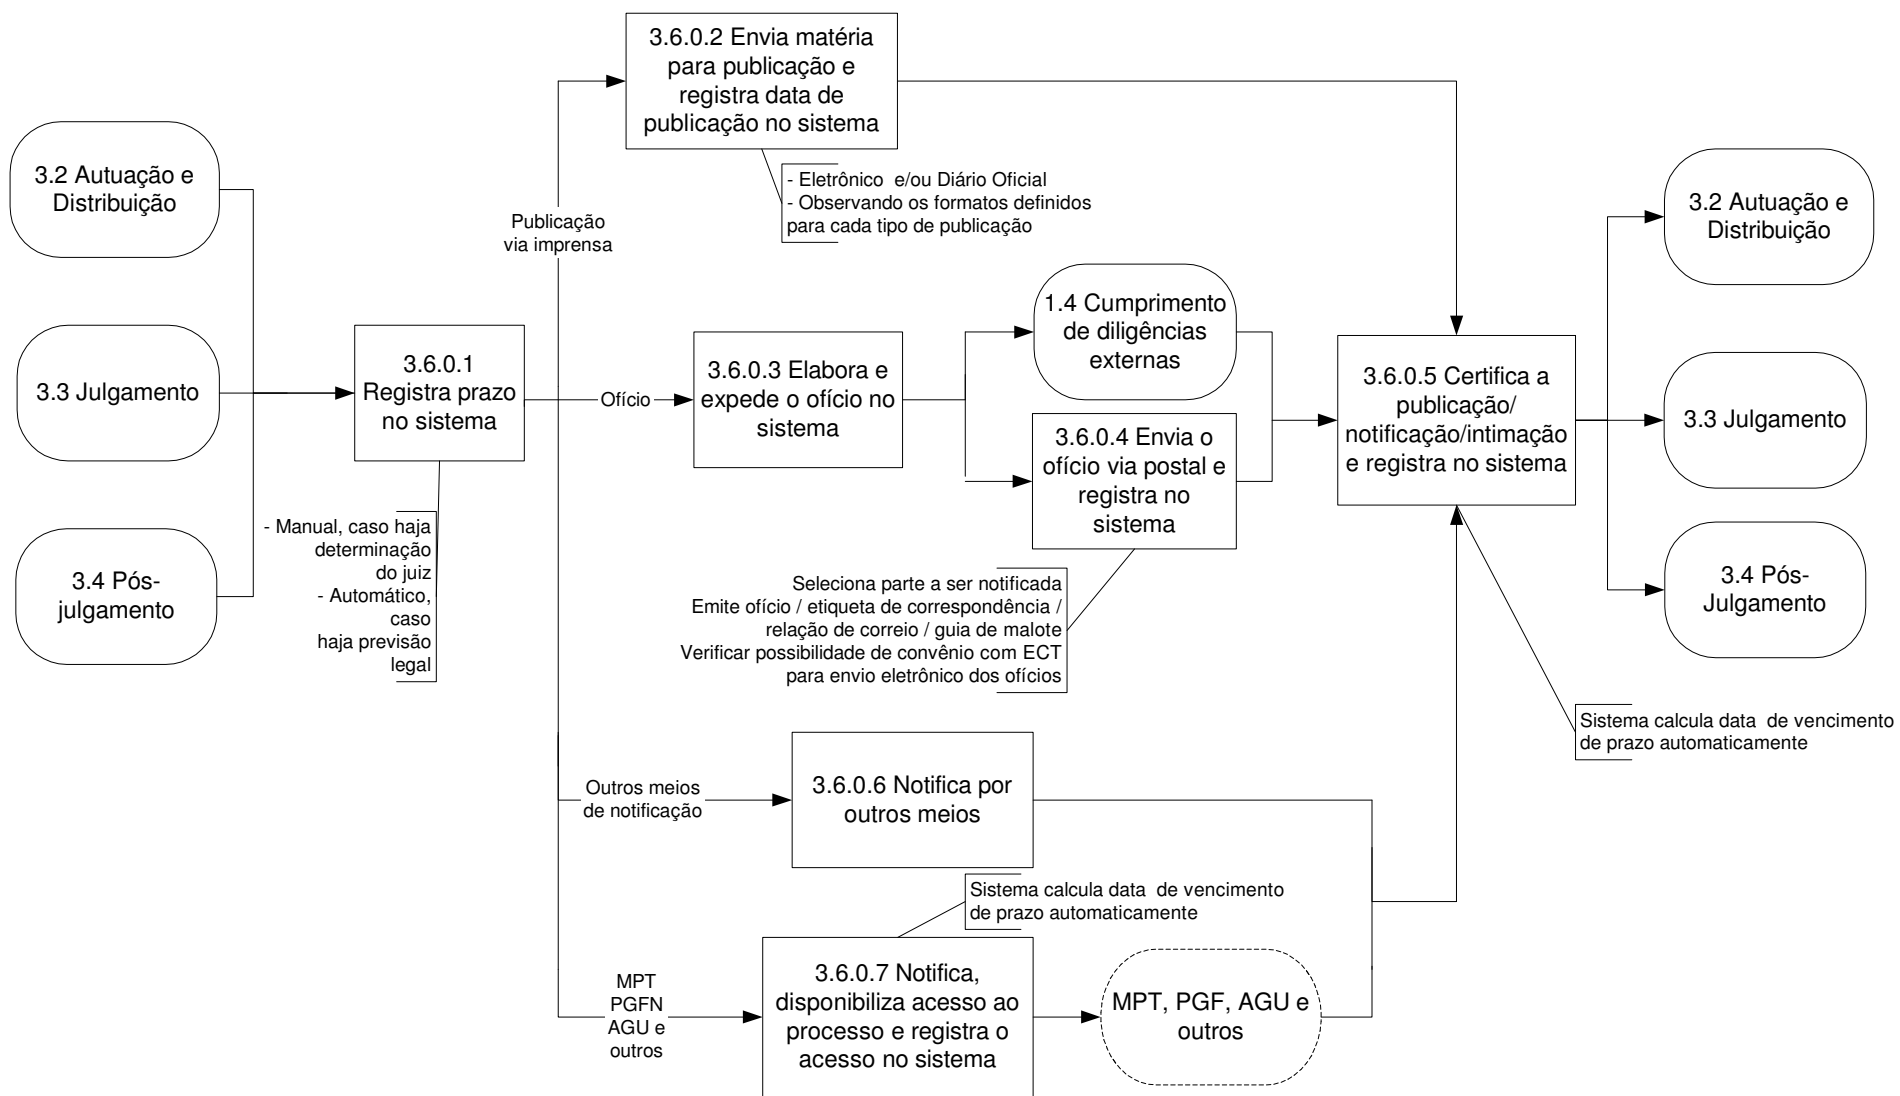 3.6.0.2 Envia matéria
para publicação e
registra data de
publicação no sistema
- Eletrônico e/ou Diário Oficial
- Observando os formatos definidos
para cada tipo de publicação
3.2 Autuação e
Distribuição
3.3 Julgamento
3.4 Pós-
julgamento
3.6.0.1
Registra prazo
no sistema
- Manual, caso haja
determinação
do juiz
- Automático,
caso
haja previsão
legal
Publicação
via imprensa
Ofício
3.6.0.3 Elabora e
expede o ofício no
sistema
1.4 Cumprimento
de diligências
externas
3.6.0.4 Envia o
ofício via postal e
registra no
sistema
Seleciona parte a ser notificada
Emite ofício / etiqueta de correspondência /
relação de correio / guia de malote
Verificar possibilidade de convênio com ECT
para envio eletrônico dos ofícios
3.6.0.5 Certifica a
publicação/
notificação/intimação
e registra no sistema
Sistema calcula data de vencimento
de prazo automaticamente
3.2 Autuação e
Distribuição
3.3 Julgamento
3.4 Pós-
Julgamento
Outros meios
de notificação
3.6.0.6 Notifica por
outros meios
Sistema calcula data de vencimento
de prazo automaticamente
MPT
PGFN
AGU e
outros
3.6.0.7 Notifica,
disponibiliza acesso ao
processo e registra o
acesso no sistema
MPT, PGF, AGU e
outros